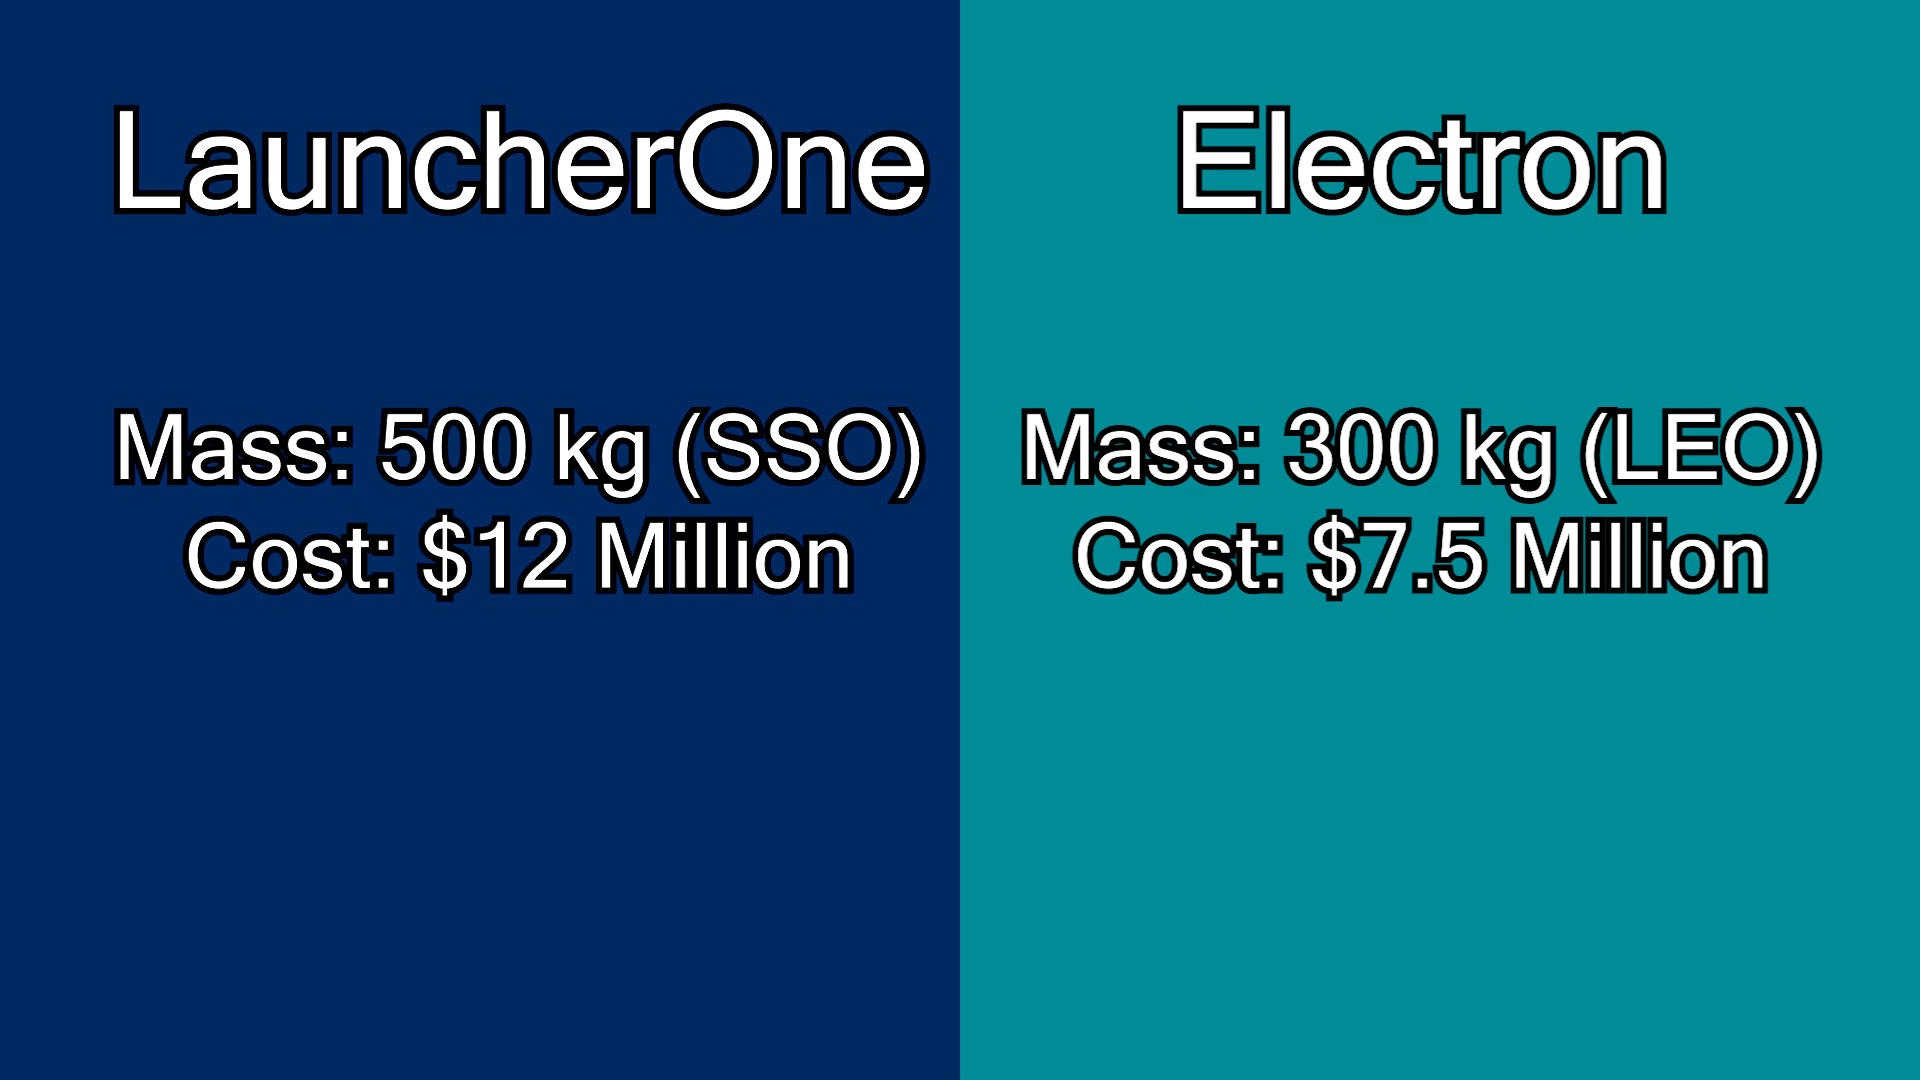 LauncherOne
Mass: 500 kg (SSO)
Cost: $12 Million
Electron
Mass: 300 kg (LEO)
Cost: $7.5 Million